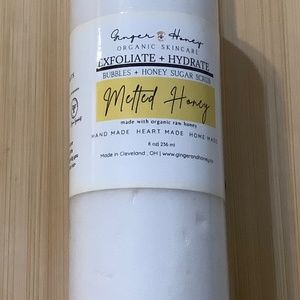 Ginger Honey
ORGANIC SKINCARE
EXFOLIATE + HYDRATE
BUBBLES + HONEY SUGAR SCRUB
Melted Honey
made with organic raw honey
HAND MADE HEART MADE HOME MADE
8 oz| 236 ml
Made in Cleveland , OH | www.gingerandhoney.co